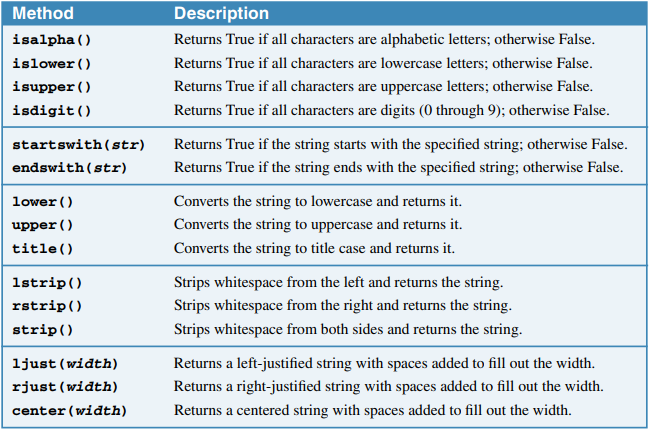 Method Description
isalpha() Returns True if all characters are alphabetic letters; otherwise False.
islower() Returns True if all characters are lowercase letters; otherwise False.
isupper() Returns True if all characters are uppercase letters; otherwise False.
isdigit() Returns True if all characters are digits (0 through 9); otherwise False.
startswith(str) Returns True if the string starts with the specified string; otherwise False.
endswith(str) Returns True if the string ends with the specified string; otherwise False.
lower() Converts the string to lowercase and returns it.
upper() Converts the string to uppercase and returns it.
title() Converts the string to title case and returns it.
lstrip() Strips whitespace from the left and returns the string.
rstrip() Strips whitespace from the right and returns the string.
strip() Strips whitespace from both sides and returns the string.
ljust(width) Returns a left-justified string with spaces added to fill out the width.
rjust(width) Returns a right-justified string with spaces added to fill out the width.
center(width) Returns a centered string with spaces added to fill out the width.